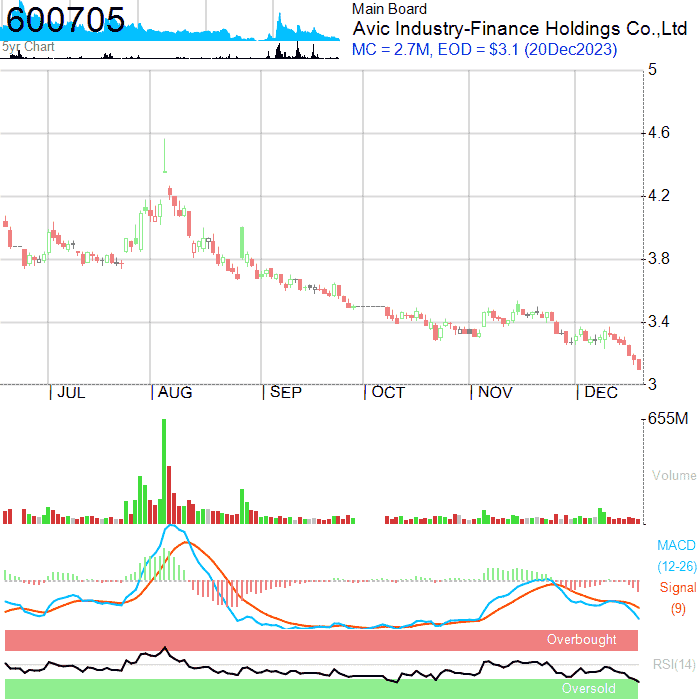 600705
5yr Chart
Main Board
Avic Industry-Finance Holdings Co.,Ltd
MC = 2.7M, EOD = $3.1 (20Dec2023)
5
4.6
4.2
3.8
3.4
3
JUL AUG SEP OCT NOV DEC
655M
Volume
MACD
(12-26)
Signal
(9)
Overbought
RSI(14)
Oversold